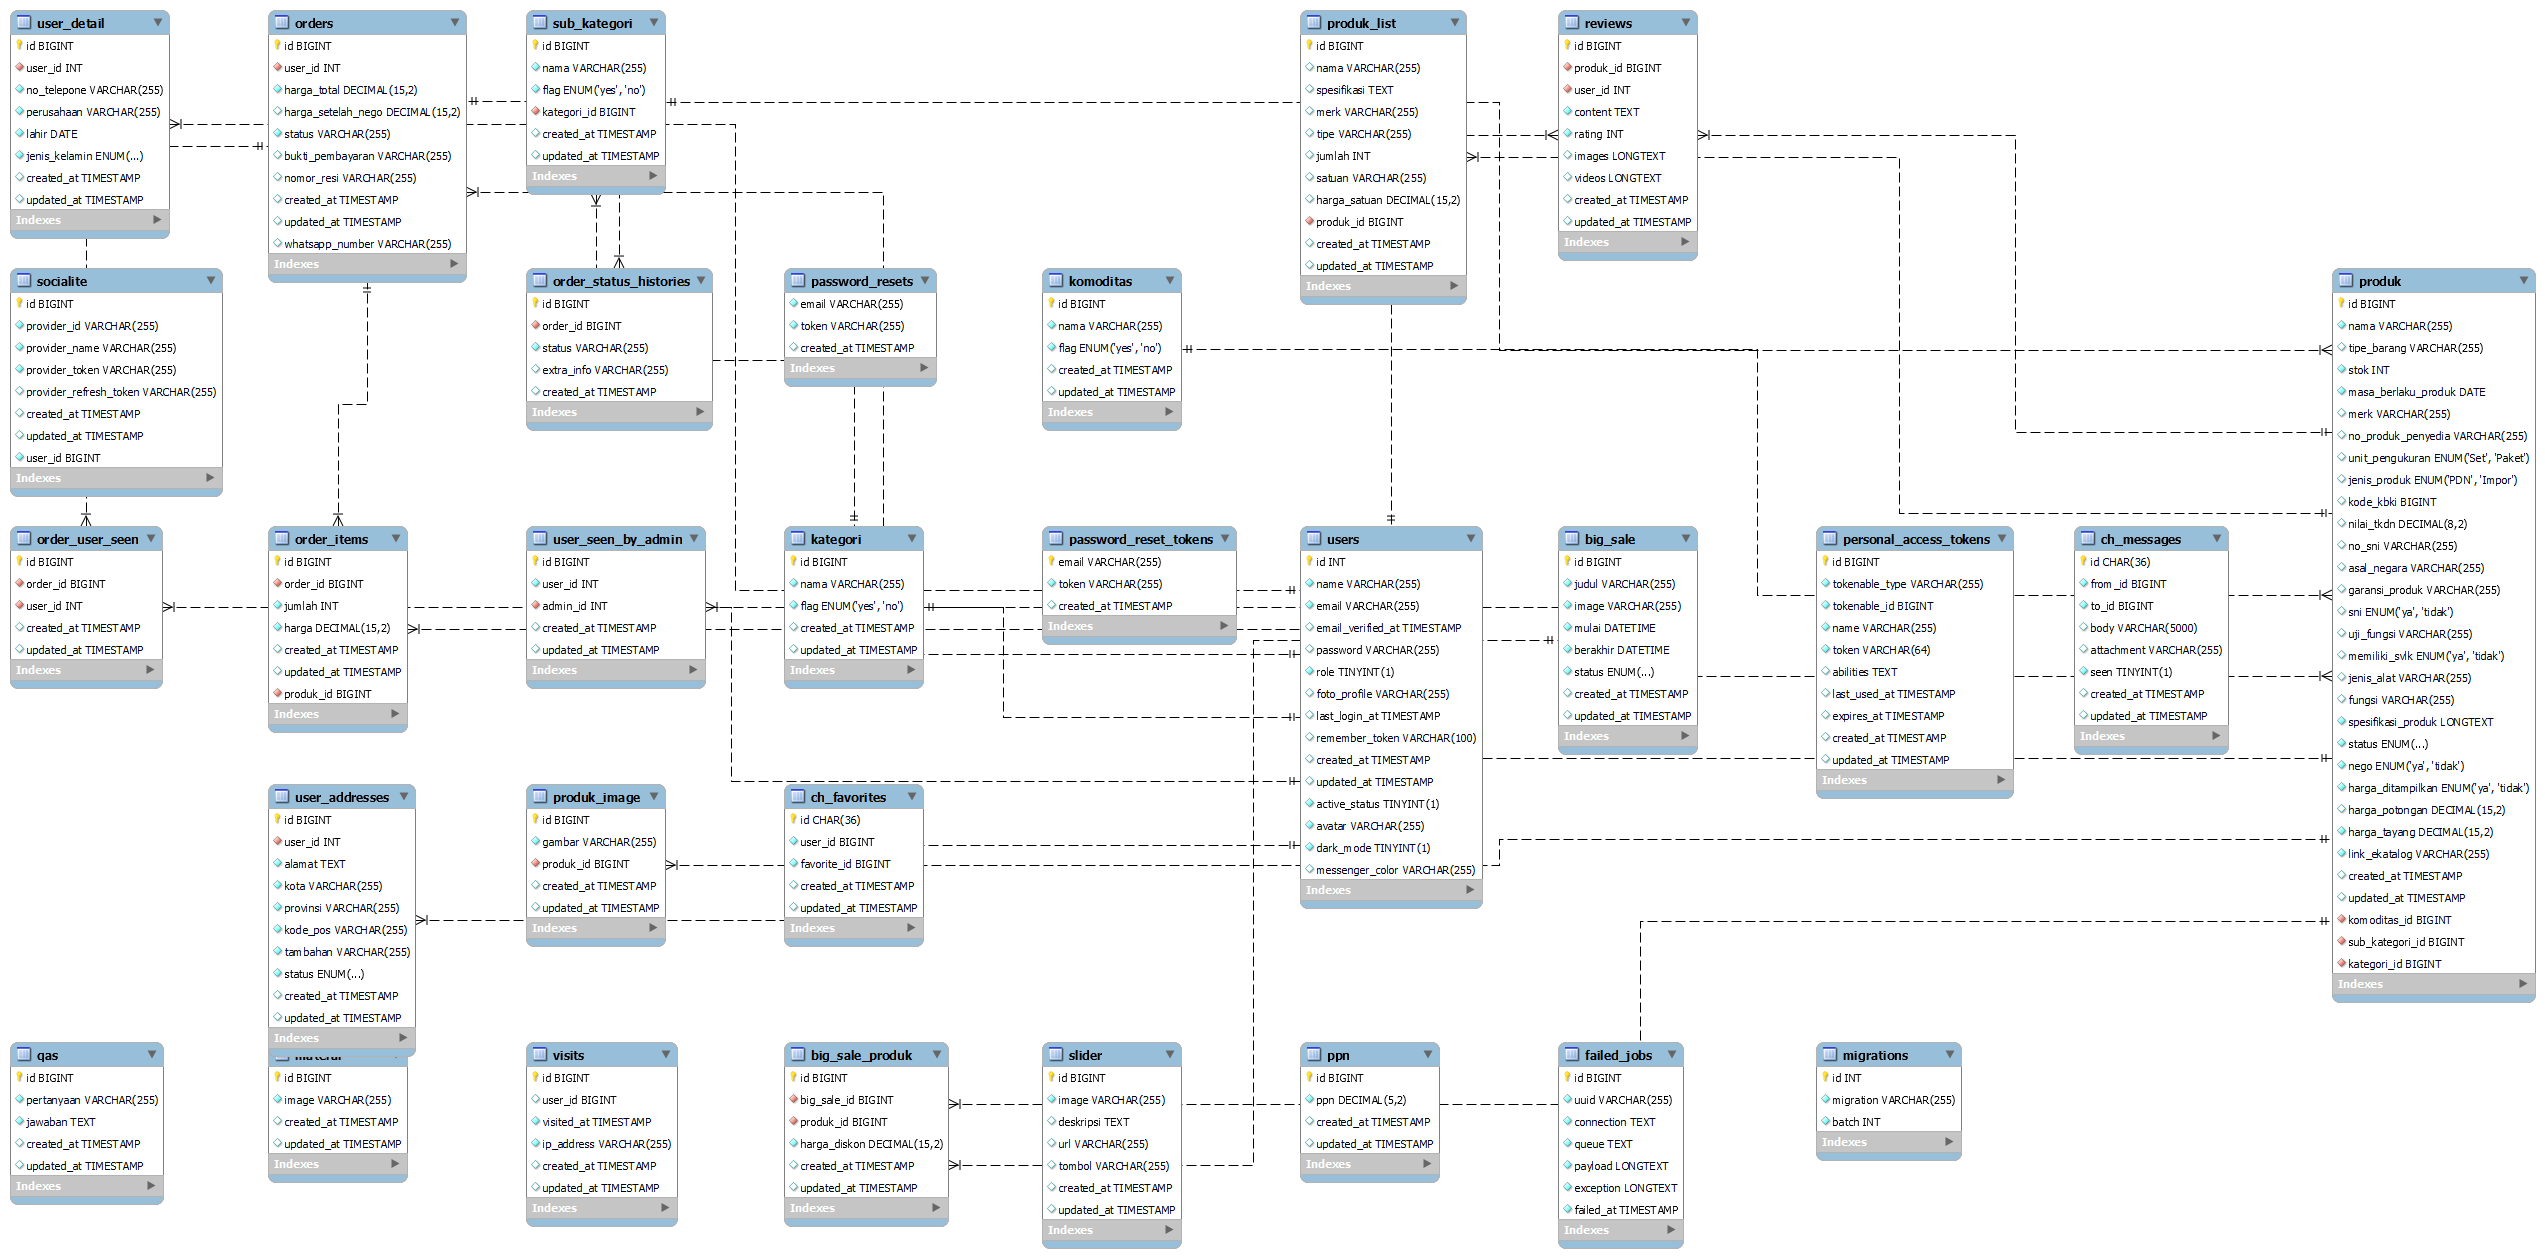 user_detail
id BIGINT
user_id INT
no_telepone VARCHAR(255)
perusahaan VARCHAR(255)
lahir DATE
jenis_kelamin ENUM(...)
created_at TIMESTAMP
updated_at TIMESTAMP
Indexes
orders
id BIGINT
user_id INT
harga_total DECIMAL(15,2)
harga_setelah_nego DECIMAL(15,2)
status VARCHAR(255)
bukti_pembayaran VARCHAR(255)
nomor_resi VARCHAR(255)
created_at TIMESTAMP
updated_at TIMESTAMP
whatsapp_number VARCHAR(255)
Indexes
sub_kategori
id BIGINT
nama VARCHAR(255)
flag ENUM('yes', 'no')
kategori_id BIGINT
created_at TIMESTAMP
updated_at TIMESTAMP
Indexes
produk_list
id BIGINT
nama VARCHAR(255)
spesifikasi TEXT
merk VARCHAR(255)
tipe VARCHAR(255)
jumlah INT
satuan VARCHAR(255)
harga_satuan DECIMAL(15,2)
produk_id BIGINT
created_at TIMESTAMP
updated_at TIMESTAMP
Indexes
reviews
id BIGINT
produk_id BIGINT
user_id INT
content TEXT
rating INT
images LONGTEXT
videos LONGTEXT
created_at TIMESTAMP
updated_at TIMESTAMP
Indexes
socialite
id BIGINT
provider_id VARCHAR(255)
provider_name VARCHAR(255)
provider_token VARCHAR(255)
provider_refresh_token VARCHAR(255)
created_at TIMESTAMP
updated_at TIMESTAMP
user_id BIGINT
Indexes
order_status_histories
id BIGINT
order_id BIGINT
status VARCHAR(255)
extra_info VARCHAR(255)
created_at TIMESTAMP
Indexes
password_resets
email VARCHAR(255)
token VARCHAR(255)
created_at TIMESTAMP
Indexes
komoditas
id BIGINT
nama VARCHAR(255)
flag ENUM('yes', 'no')
created_at TIMESTAMP
updated_at TIMESTAMP
Indexes
produk
id BIGINT
nama VARCHAR(255)
tipe_barang VARCHAR(255)
stok INT
masa_berlaku_produk DATE
merk VARCHAR(255)
no_produk_penyedia VARCHAR(255)
unit_pengukuran ENUM('Set', 'Paket')
jenis_produk ENUM('PDN', 'Impor')
kode_kbki BIGINT
nilai_tkdn DECIMAL(8,2)
no_sni VARCHAR(255)
asal_negara VARCHAR(255)
garansi_produk VARCHAR(255)
sni ENUM('ya', 'tidak')
uji_fungsi VARCHAR(255)
memiliki_svlk ENUM('ya', 'tidak')
jenis_alat VARCHAR(255)
fungsi VARCHAR(255)
spesifikasi_produk LONGTEXT
status ENUM(...)
nego ENUM('ya', 'tidak')
harga_ditampilkan ENUM('ya', 'tidak')
harga_potongan DECIMAL(15,2)
harga_tayang DECIMAL(15,2)
link_ekatalog VARCHAR(255)
created_at TIMESTAMP
updated_at TIMESTAMP
komoditas_id BIGINT
sub_kategori_id BIGINT
kategori_id BIGINT
Indexes
order_user_seen
id BIGINT
order_id BIGINT
user_id INT
created_at TIMESTAMP
updated_at TIMESTAMP
Indexes
order_items
id BIGINT
order_id BIGINT
jumlah INT
harga DECIMAL(15,2)
created_at TIMESTAMP
updated_at TIMESTAMP
produk_id BIGINT
Indexes
user_seen_by_admin
id BIGINT
user_id INT
admin_id INT
created_at TIMESTAMP
updated_at TIMESTAMP
Indexes
kategori
id BIGINT
nama VARCHAR(255)
flag ENUM('yes', 'no')
created_at TIMESTAMP
updated_at TIMESTAMP
Indexes
password_reset_tokens
email VARCHAR(255)
token VARCHAR(255)
created_at TIMESTAMP
Indexes
users
id INT
name VARCHAR(255)
email VARCHAR(255)
email_verified_at TIMESTAMP
password VARCHAR(255)
role TINYINT(1)
foto_profile VARCHAR(255)
last_login_at TIMESTAMP
remember_token VARCHAR(100)
created_at TIMESTAMP
updated_at TIMESTAMP
active_status TINYINT(1)
avatar VARCHAR(255)
dark_mode TINYINT(1)
messenger_color VARCHAR(255)
Indexes
big_sale
id BIGINT
judul VARCHAR(255)
image VARCHAR(255)
mulai DATETIME
berakhir DATETIME
status ENUM(...)
created_at TIMESTAMP
updated_at TIMESTAMP
Indexes
personal_access_tokens
id BIGINT
tokenable_type VARCHAR(255)
tokenable_id BIGINT
name VARCHAR(255)
token VARCHAR(64)
abilities TEXT
last_used_at TIMESTAMP
expires_at TIMESTAMP
created_at TIMESTAMP
updated_at TIMESTAMP
Indexes
ch_messages
id CHAR(36)
from_id BIGINT
to_id BIGINT
body VARCHAR(5000)
attachment VARCHAR(255)
seen TINYINT(1)
created_at TIMESTAMP
updated_at TIMESTAMP
Indexes
user_addresses
id BIGINT
user_id INT
alamat TEXT
kota VARCHAR(255)
provinsi VARCHAR(255)
kode_pos VARCHAR(255)
tambahan VARCHAR(255)
status ENUM(...)
created_at TIMESTAMP
updated_at TIMESTAMP
Indexes
produk_image
id BIGINT
gambar VARCHAR(255)
produk_id BIGINT
created_at TIMESTAMP
updated_at TIMESTAMP
Indexes
ch_favorites
id CHAR(36)
user_id BIGINT
favorite_id BIGINT
created_at TIMESTAMP
updated_at TIMESTAMP
Indexes
qas
id BIGINT
pertanyaan VARCHAR(255)
jawaban TEXT
created_at TIMESTAMP
updated_at TIMESTAMP
Indexes
id BIGINT
image VARCHAR(255)
created_at TIMESTAMP
updated_at TIMESTAMP
Indexes
visits
id BIGINT
user_id BIGINT
visited_at TIMESTAMP
ip_address VARCHAR(255)
created_at TIMESTAMP
updated_at TIMESTAMP
Indexes
big_sale_produk
id BIGINT
big_sale_id BIGINT
produk_id BIGINT
harga_diskon DECIMAL(15,2)
created_at TIMESTAMP
updated_at TIMESTAMP
Indexes
slider
id BIGINT
image VARCHAR(255)
deskripsi TEXT
url VARCHAR(255)
tombol VARCHAR(255)
created_at TIMESTAMP
updated_at TIMESTAMP
Indexes
ppn
id BIGINT
ppn DECIMAL(5,2)
created_at TIMESTAMP
updated_at TIMESTAMP
Indexes
failed_jobs
id BIGINT
uuid VARCHAR(255)
connection TEXT
queue TEXT
payload LONGTEXT
exception LONGTEXT
failed_at TIMESTAMP
Indexes
migrations
id INT
migration VARCHAR(255)
batch INT
Indexes